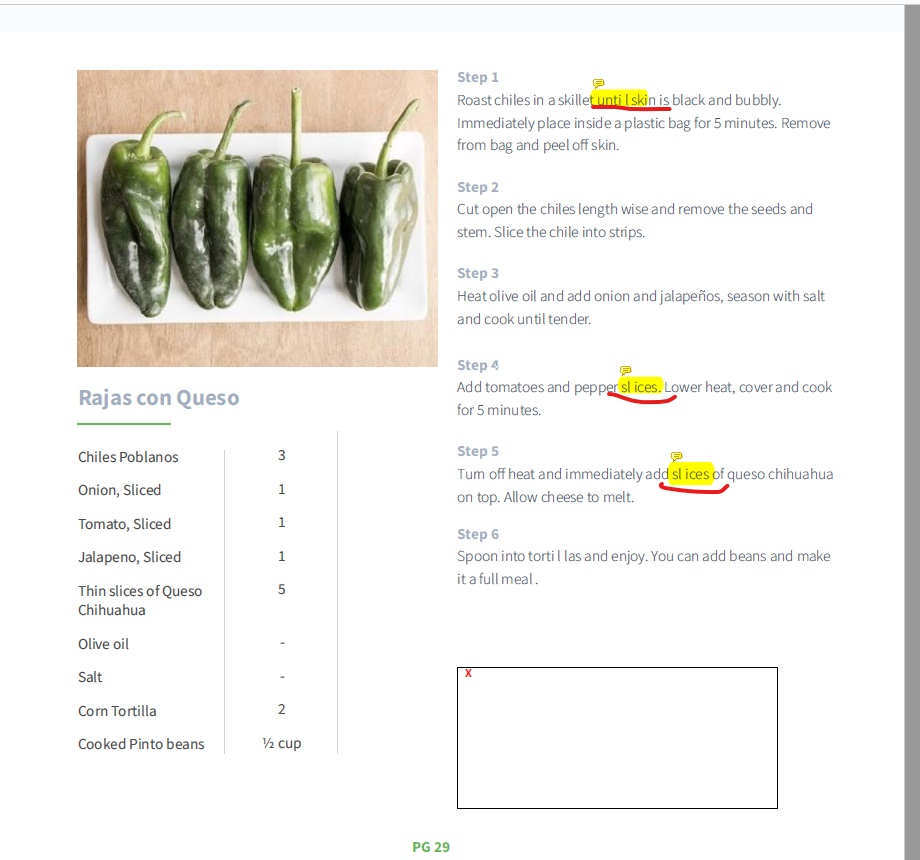 Step 1
Roast chiles in a skillet unti l skin is black and bubbly.
Immediately place inside a plastic bag for 5 minutes. Remove
from bag and peel off skin.
Step 2
Cut open the chiles length wise and remove the seeds and
stem. Slice the chile into strips.
Step 3
Heat olive oil and add onion and jalapeños, season with salt
and cook until tender.
Step 4
Add tomatoes and pepper sl ices. Lower heat, cover and cook
for 5 minutes.
Step 5
Turn off heat and immediately add sl ices of queso chihuahua
on top. Allow cheese to melt.
Step 6
Spoon into torti l las and enjoy. You can add beans and make
it a full meal .
Rajas con Queso
Chiles Poblanos 3
Onion, Sliced 1
Tomato, Sliced 1
Jalapeno, Sliced 1
Thin slices of Queso 5
Chihuahua
Olive oil -
Salt -
Corn Tortilla 2
Cooked Pinto beans ½ cup
X
PG 29